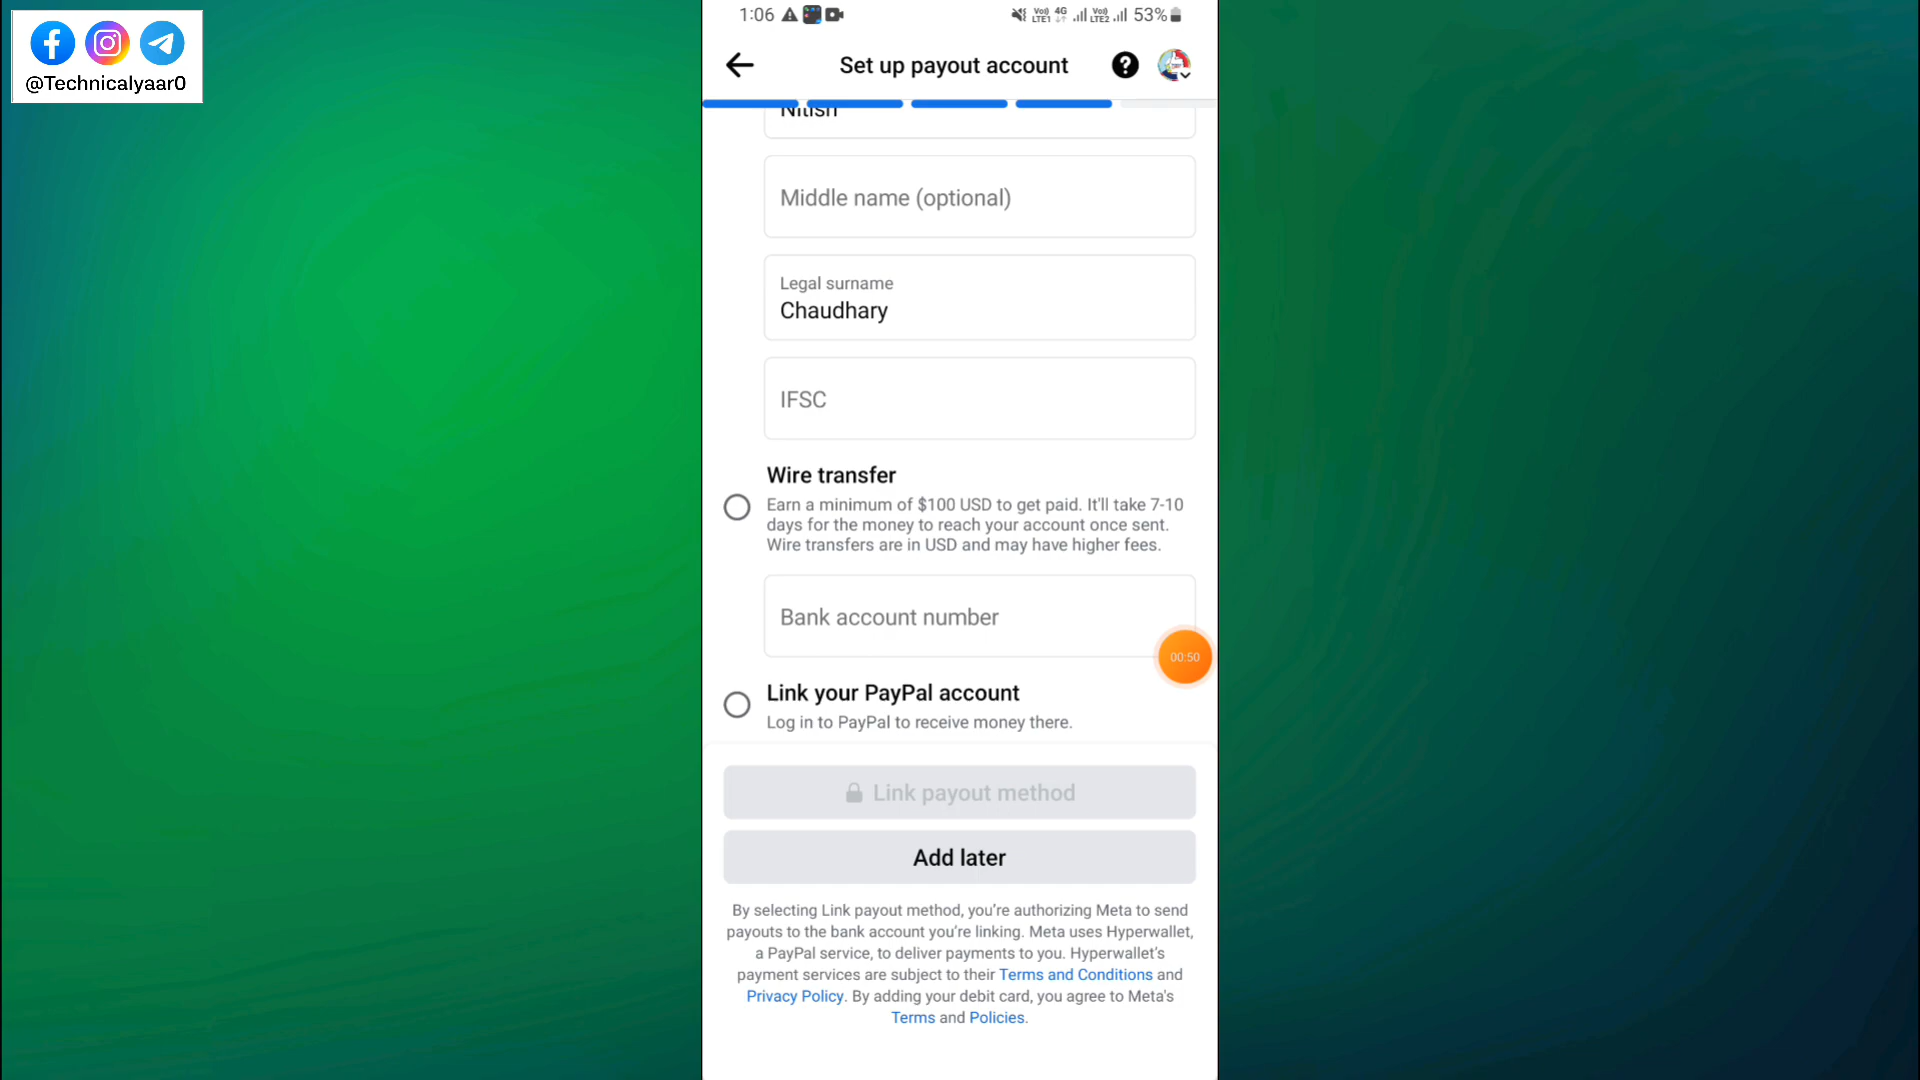 @Technicalyaar0
1:06
Vo) LTE1 4G Vo) LTE2 53%
Set up payout account
Nitish
Middle name (optional)
Legal surname
Chaudhary
IFSC
Wire transfer
Earn a minimum of $100 USD to get paid. It'll take 7-10
days for the money to reach your account once sent.
Wire transfers are in USD and may have higher fees.
Bank account number
00:50
Link your PayPal account
Log in to PayPal to receive money there.
Link payout method
Add later
By selecting Link payout method, you're authorizing Meta to send
payouts to the bank account you're linking. Meta uses Hyperwallet,
a PayPal service, to deliver payments to you. Hyperwallet's
payment services are subject to their Terms and Conditions and
Privacy Policy. By adding your debit card, you agree to Meta's
Terms and Policies.